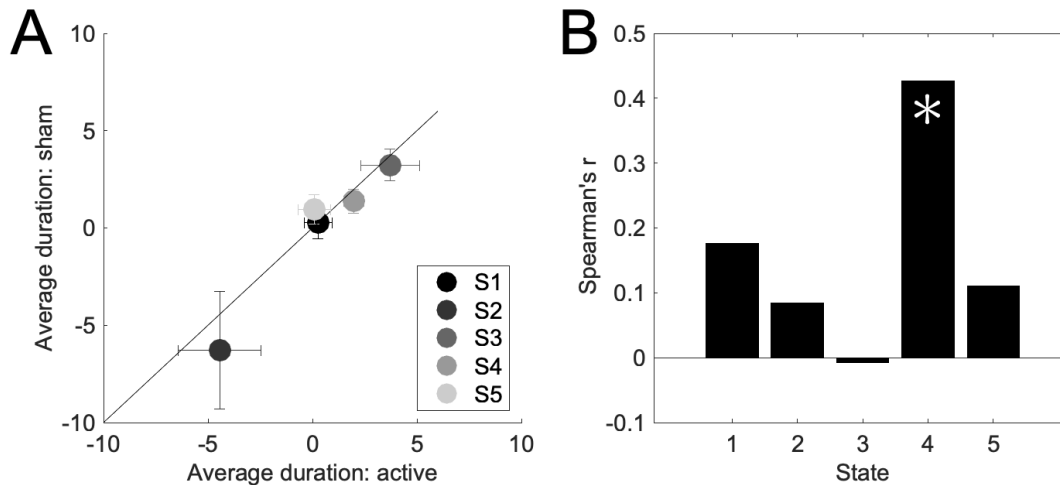 A
10
5
0
-5
-10
-10
-5
0
5
10
Average duration: sham
Average duration: active
S1
S2
S3
S4
S5
B
0.5
0.4
0.3
0.2
0.1
0
-0.1
*
1
2
3
4
5
Spearman's r
State